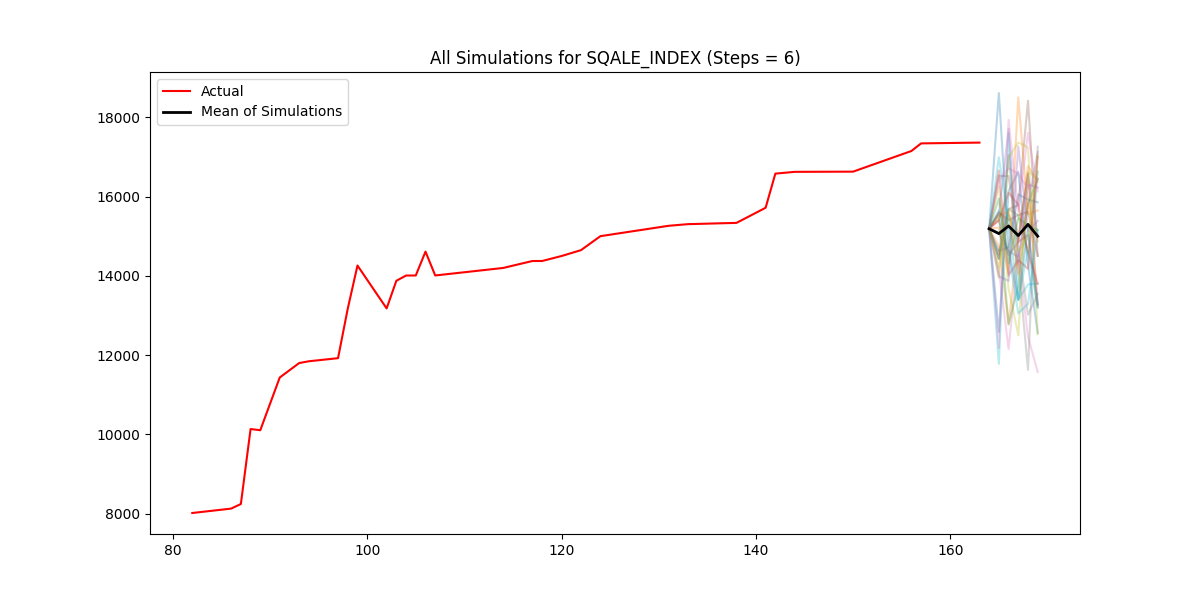 All Simulations for SQALE_INDEX (Steps = 6)
Actual
Mean of Simulations
18000
16000
14000
12000
10000
8000
80 100 120 140 160